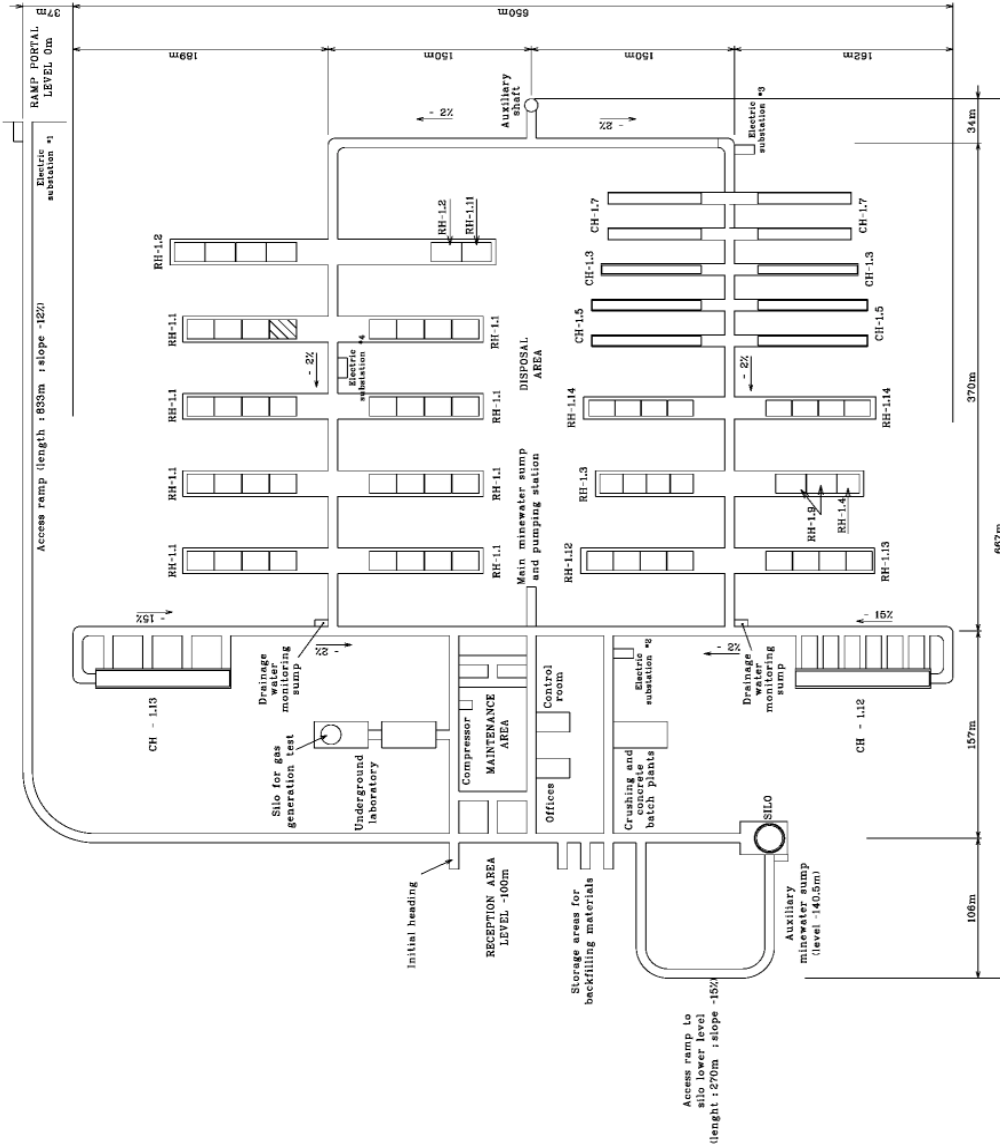 37m
RAMP PORTAL
LEVEL 0m
650m
189m
150m
150m
162m
Electric
substation *1
Access ramp (length : 833m ; slope -12%)
- 2%
Auxiliary
shaft
- 2%
Electric
substation *3
34m
RH-1.2
RH-1.2
RH-1.11
CH-1.7
CH-1.7
CH-1.3
CH-1.3
CH-1.5
CH-1.5
RH-1.1
RH-1.1
- 2%
Electric
substation *4
DISPOSAL
AREA
- 2%
370m
RH-1.1
RH-1.1
RH-1.14
RH-1.14
RH-1.1
RH-1.1
RH-1.3
RH-1.9
RH-1.4
RH-1.1
RH-1.1
Main minewater sump
and pumping station
RH-1.12
RH-1.13
667m
- 15%
- 2%
- 2%
15%
CH - 1.13
Drainage
water
monitoring
sump
Electric
substation *2
Drainage
water
monitoring
sump
CH - 1.12
157m
Silo for gas
generation test
Underground
laboratory
Compressor
MAINTENANCE
AREA
Control
room
Offices
Crushing and
concrete
batch plants
SILO
Initial heading
RECEPTION AREA
LEVEL -100m
Storage areas for
backfilling materials
Auxiliary
minewater sump
(level -140.5m)
106m
Access ramp to
silo lower level
(lenght : 270m ; slope -15%)